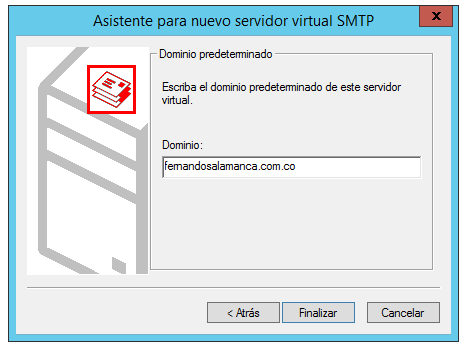 Asistente para nuevo servidor virtual SMTP
x
Dominio predeterminado
Escriba el dominio predeterminado de este servidor
virtual.
Dominio:
fernandosalamanca.com.co
< Atrás
Finalizar
Cancelar